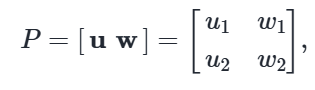 P = [ u w ] = [ u₁ w₁
u₂ w₂ ],